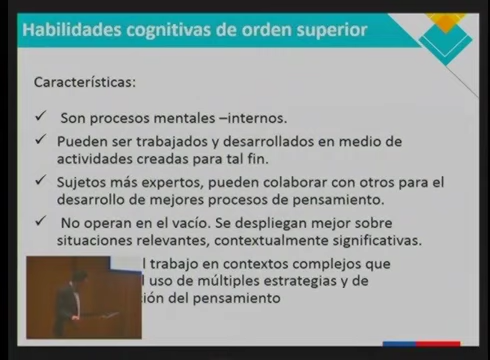 Habilidades cognitivas de orden superior
Características:
✓ Son procesos mentales –internos.
✓ Pueden ser trabajados y desarrollados en medio de
actividades creadas para tal fin.
✓ Sujetos más expertos, pueden colaborar con otros para el
desarrollo de mejores procesos de pensamiento.
✓ No operan en el vacío. Se despliegan mejor sobre
situaciones relevantes, contextualmente significativas.
l trabajo en contextos complejos que
uso de múltiples estrategias y de
ción del pensamiento